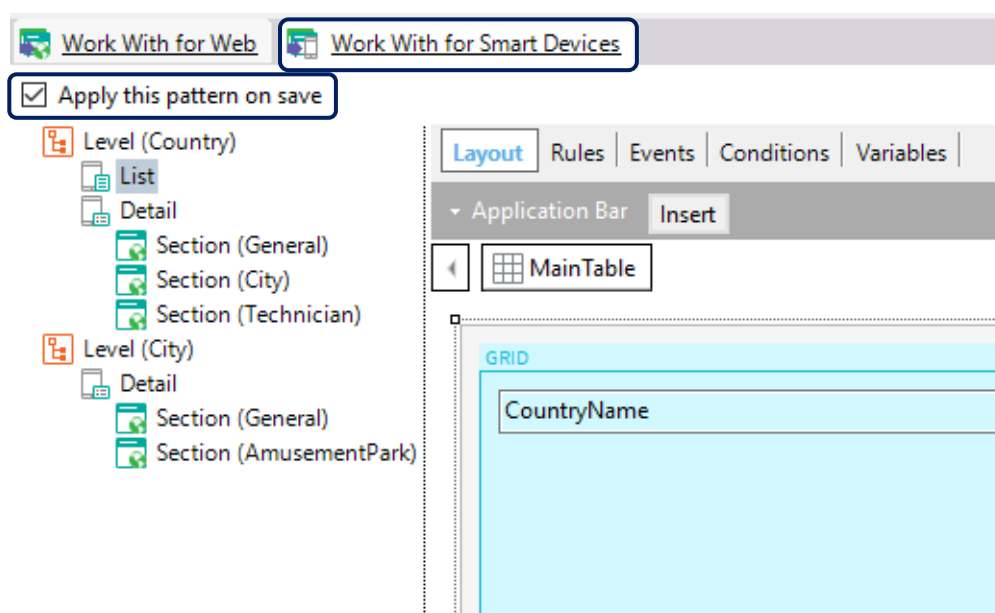 Work With for Web
Work With for Smart Devices
Apply this pattern on save
Level (Country)
List
Detail
Section (General)
Section (City)
Section (Technician)
Level (City)
Detail
Section (General)
Section (AmusementPark)
Layout Rules Events Conditions Variables
Application Bar Insert
MainTable
GRID
CountryName